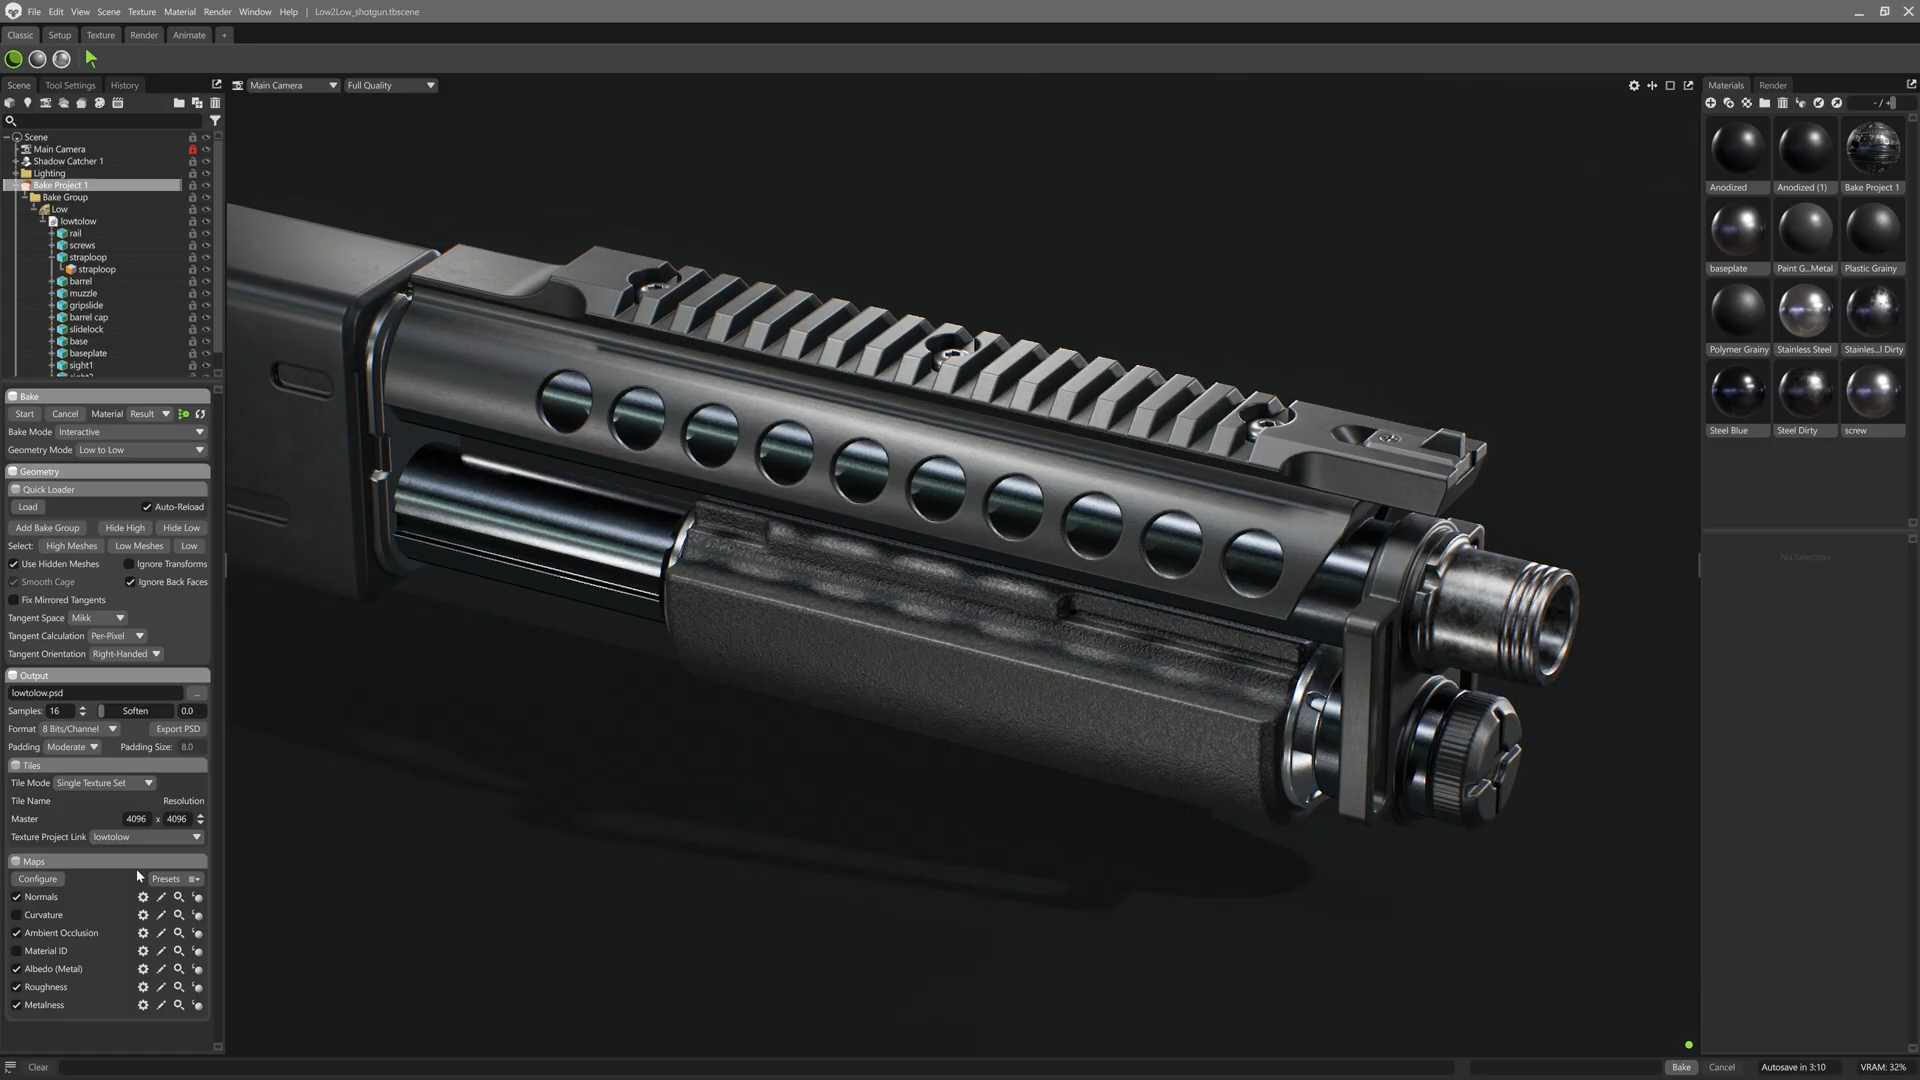 File Edit View Scene Texture Material Render Window Help | Low2Low_shotgun.tbscene
Classic Setup Texture Render Animate +
Scene Tool Settings History
Main Camera Full Quality
Materials Render
- / +
Scene
Main Camera
Shadow Catcher 1
Lighting
Bake Project 1
Bake Group
Low
lowtolow
rail
screws
straploop
straploop
barrel
muzzle
gripslide
barrel cap
slidelock
base
baseplate
sight1
Bake
Start Cancel Material Result
Bake Mode Interactive
Geometry Mode Low to Low
Geometry
Quick Loader
Load Auto-Reload
Add Bake Group Hide High Hide Low
Select: High Meshes Low Meshes Low
Use Hidden Meshes Ignore Transforms
Smooth Cage Ignore Back Faces
Fix Mirrored Tangents
Tangent Space Mikk
Tangent Calculation Per-Pixel
Tangent Orientation Right-Handed
Output
lowtolow.psd ...
Samples: 16 Soften 0.0
Format 8 Bits/Channel Export PSD
Padding Moderate Padding Size: 8.0
Tiles
Tile Mode Single Texture Set
Tile Name Resolution
Master 4096 x 4096
Texture Project Link lowtolow
Maps
Configure Presets
Normals
Curvature
Ambient Occlusion
Material ID
Albedo (Metal)
Roughness
Metalness
Anodized Anodized (1) Bake Project 1
baseplate Paint G...Metal Plastic Grainy
Polymer Grainy Stainless Steel Stainles...l Dirty
Steel Blue Steel Dirty screw
No Selection
Clear Bake Cancel Autosave in 3:10 VRAM: 32%